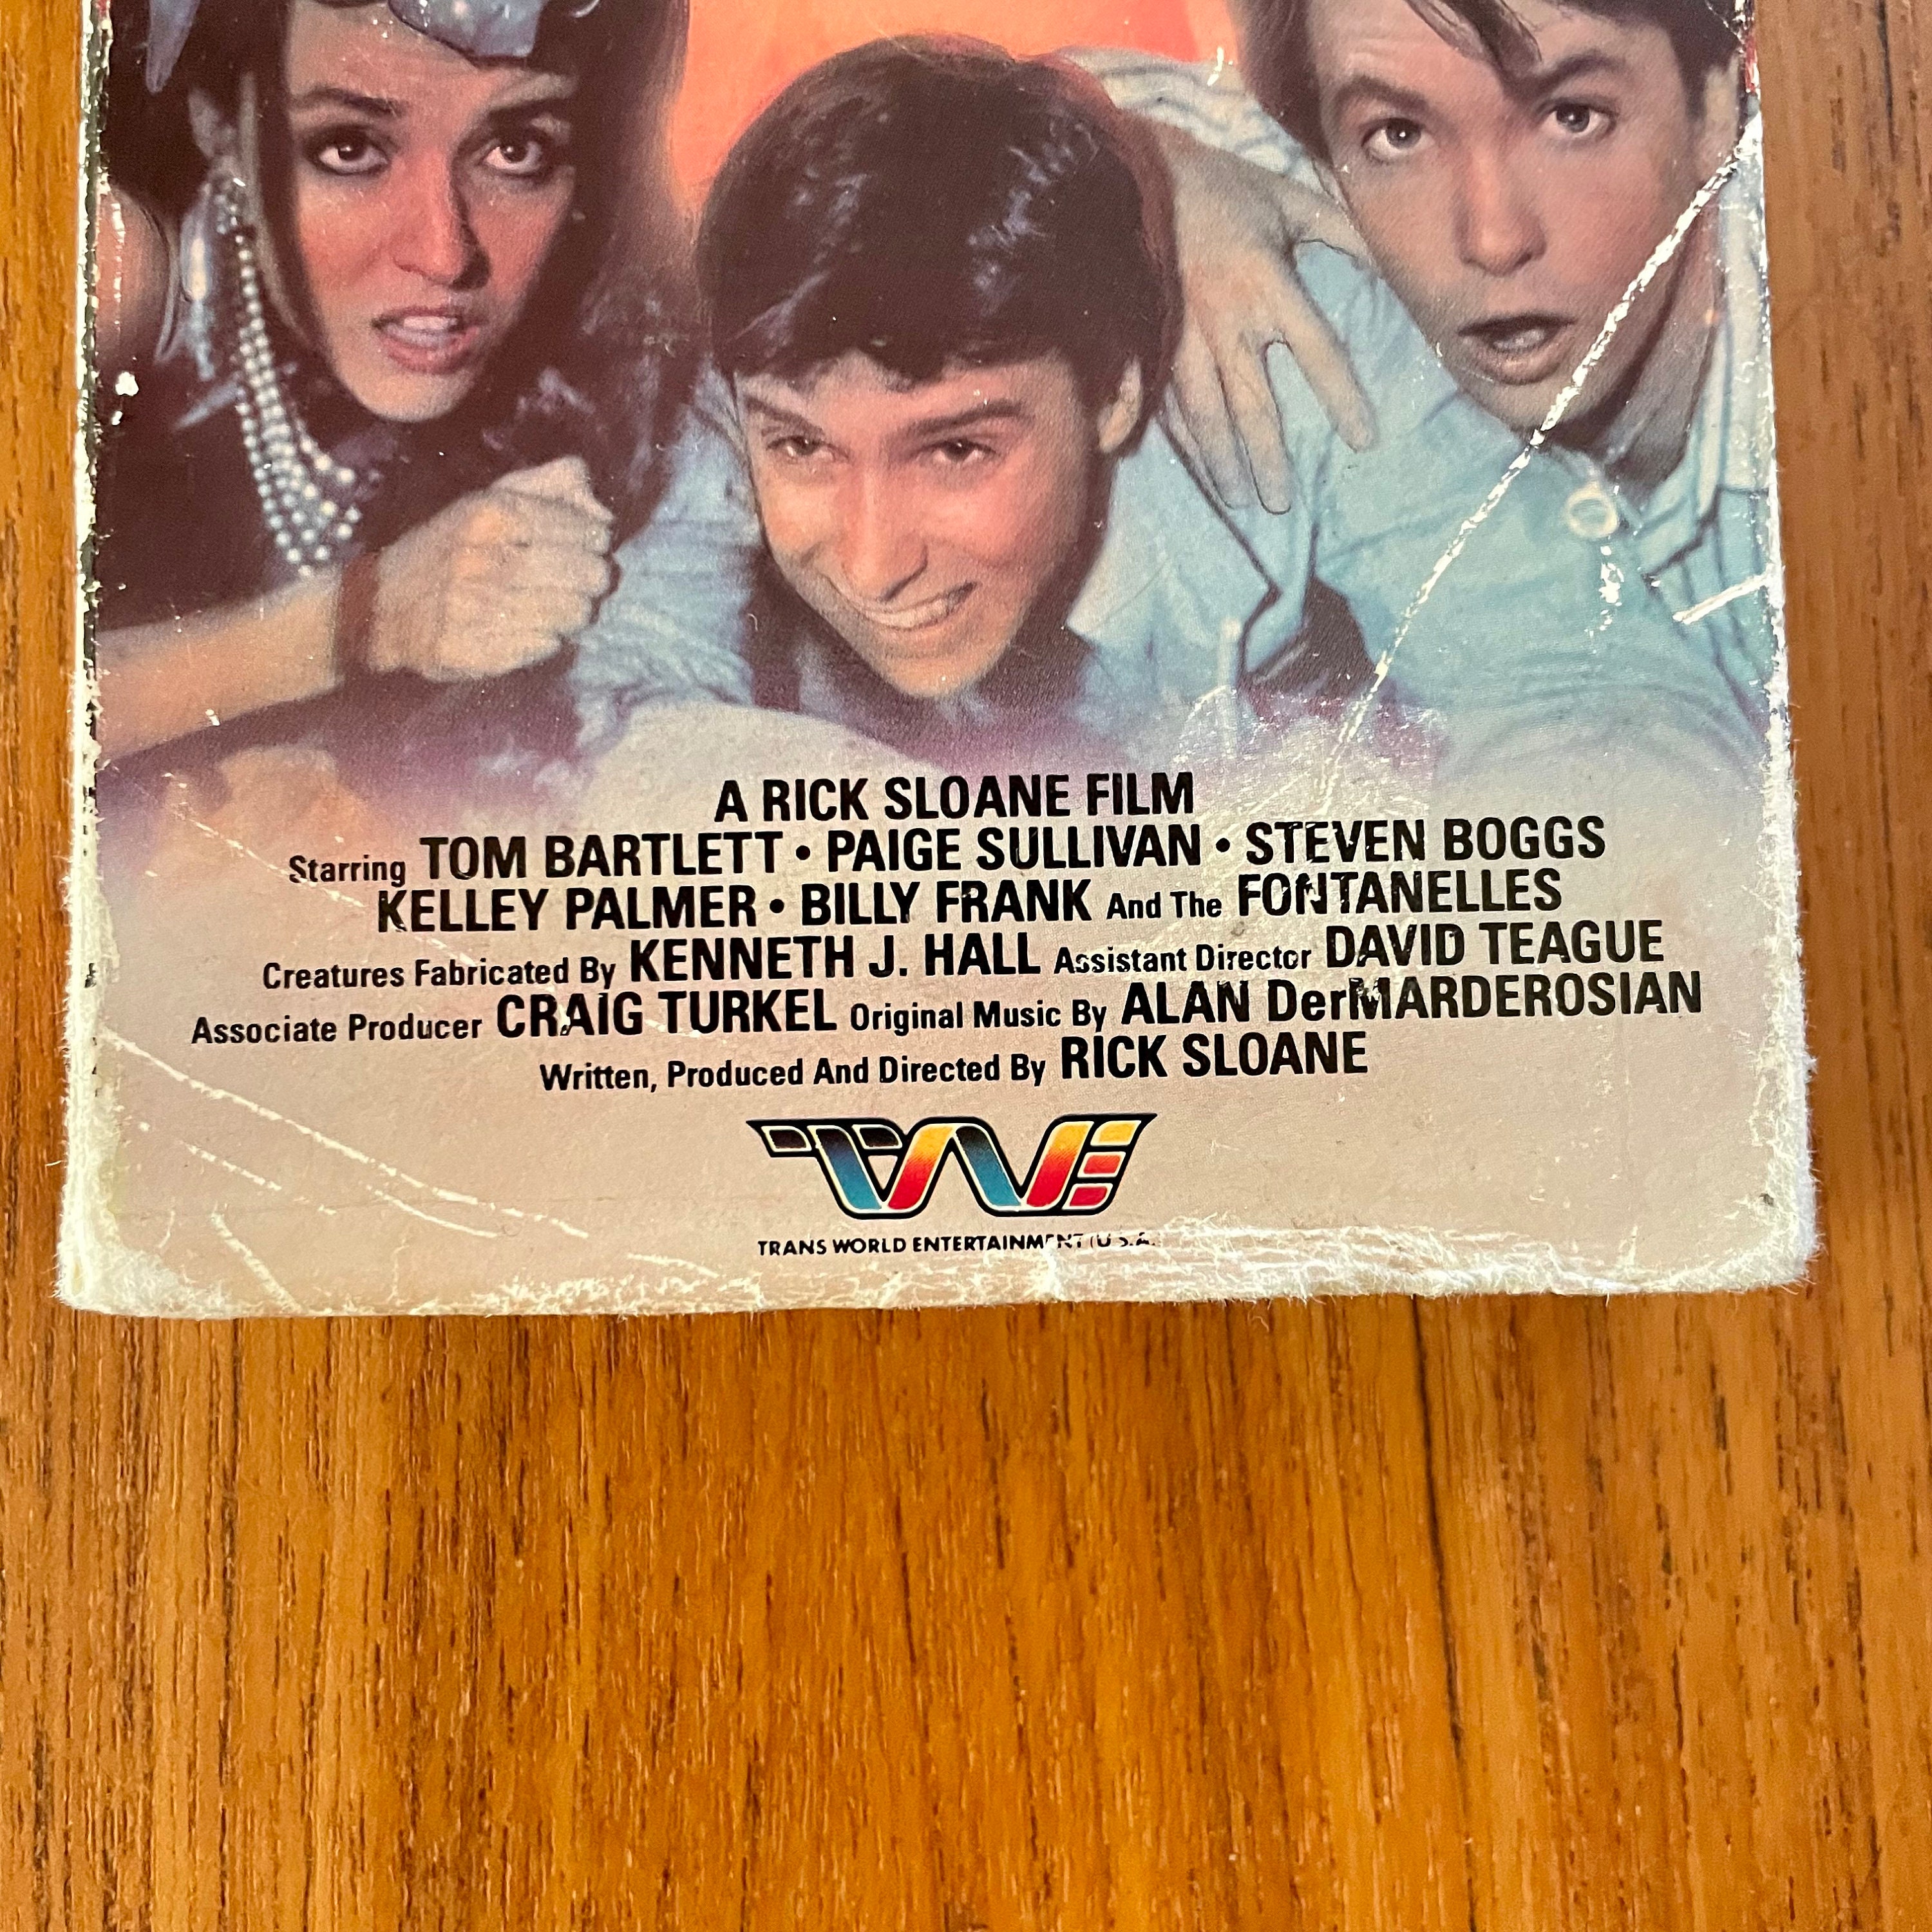 A RICK SLOANE FILM
Starring TOM BARTLETT • PAIGE SULLIVAN • STEVEN BOGGS
KELLEY PALMER • BILLY FRANK And The FONTANELLES
Creatures Fabricated By KENNETH J. HALL Assistant Director DAVID TEAGUE
Associate Producer CRAIG TURKEL Original Music By ALAN DerMARDEROSIAN
Written, Produced And Directed By RICK SLOANE
TWE
TRANS WORLD ENTERTAINMENT (U.S.A.